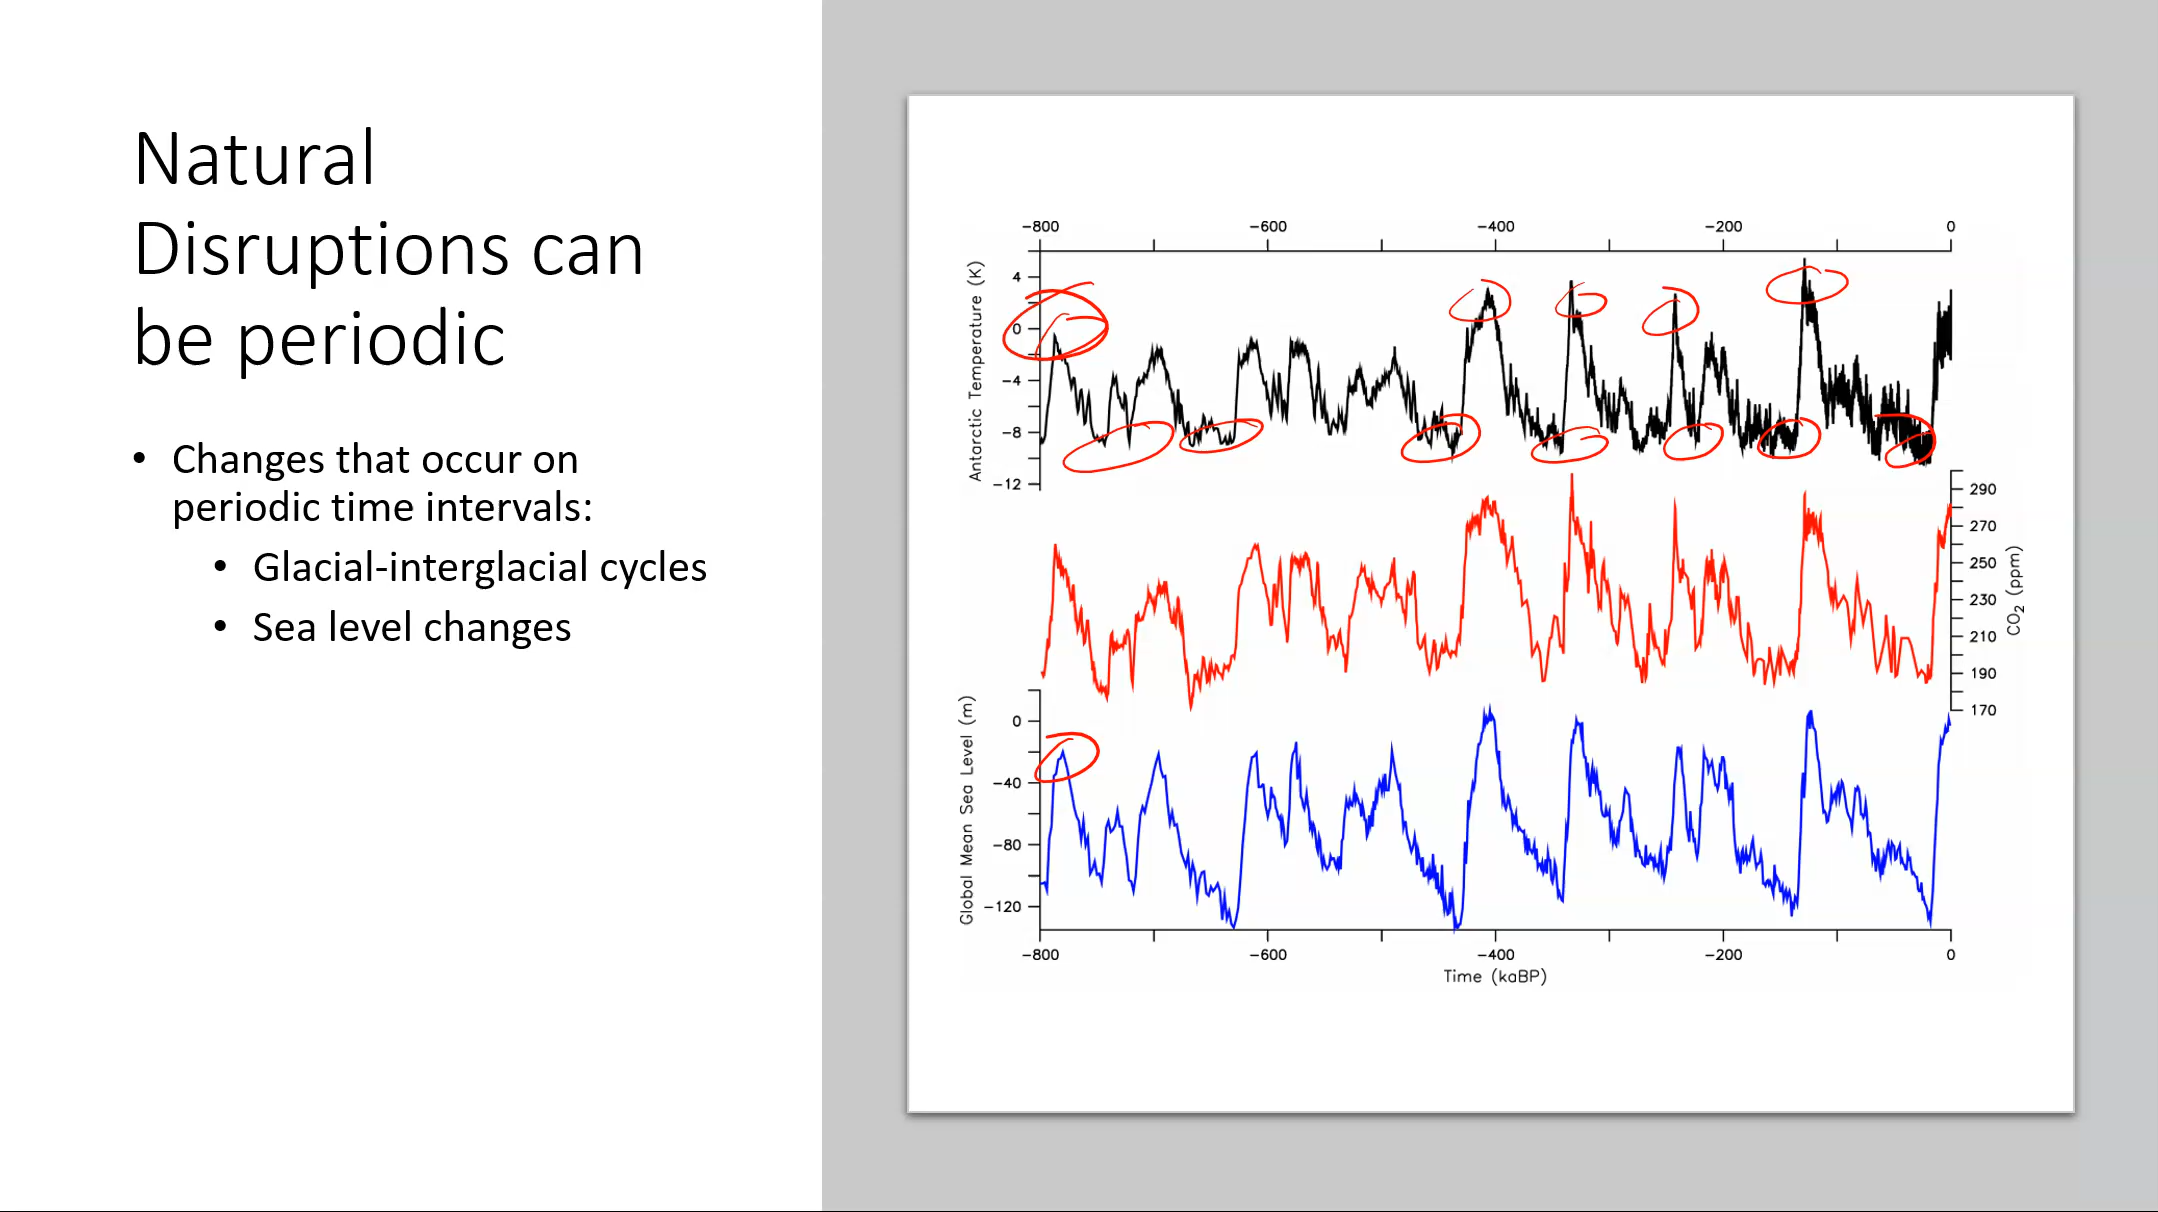 Natural
Disruptions can
be periodic
• Changes that occur on
periodic time intervals:
• Glacial-interglacial cycles
• Sea level changes
−800 −600 −400 −200 0
Antarctic Temperature (K)
4
0
−4
−8
−12
290
270
250
230
210
190
170
CO2 (ppm)
Global Mean Sea Level (m)
0
−40
−80
−120
−800 −600 −400 −200 0
Time (kaBP)